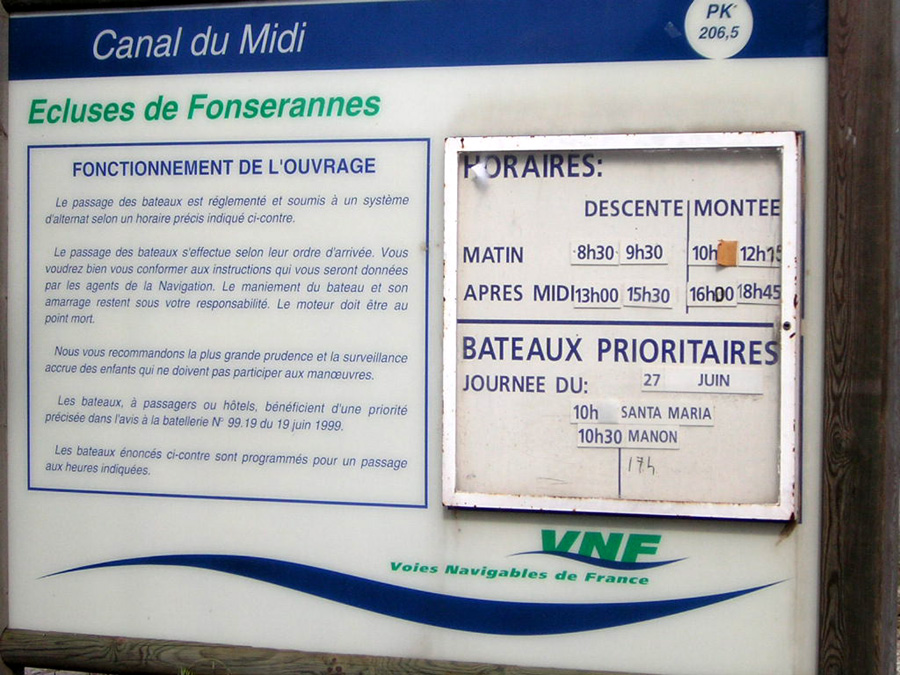 Canal du Midi
PK
206,5
Ecluses de Fonserannes
FONCTIONNEMENT DE L'OUVRAGE
Le passage des bateaux est réglementé et soumis à un système
d'alternat selon un horaire précis indiqué ci-contre.
Le passage des bateaux s'effectue selon leur ordre d'arrivée. Vous
voudrez bien vous conformer aux instructions qui vous seront données
par les agents de la Navigation. Le maniement du bateau et son
amarrage restent sous votre responsabilité. Le moteur doit être au
point mort.
Nous vous recommandons la plus grande prudence et la surveillance
accrue des enfants qui ne doivent pas participer aux manœuvres.
Les bateaux, à passagers ou hôtels, bénéficient d'une priorité
précisée dans l'avis à la batellerie N° 99.19 du 19 juin 1999.
Les bateaux énoncés ci-contre sont programmés pour un passage
aux heures indiquées.
HORAIRES:
DESCENTE MONTEE
MATIN 8h30 9h30 10h 12h15
APRES MIDI 13h00 15h30 16h00 18h45
BATEAUX PRIORITAIRES
JOURNEE DU: 27 JUIN
10h SANTA MARIA
10h30 MANON
17h
VNF
Voies Navigables de France